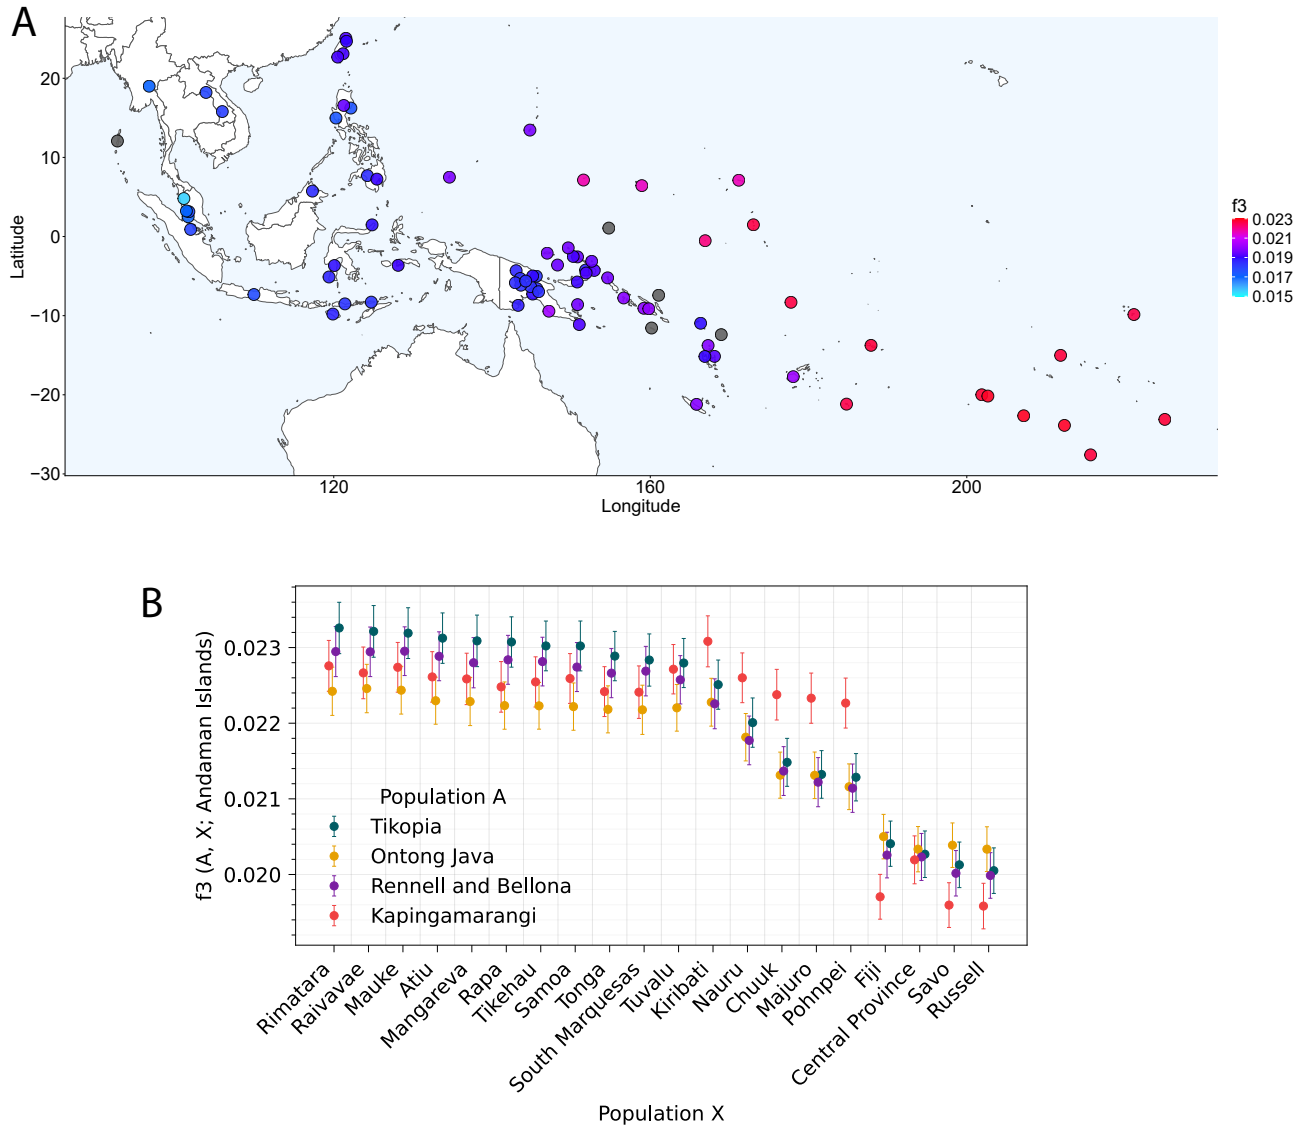 A
20
10
0
−10
−20
−30
Latitude
120
160
200
Longitude
f3
0.023
0.021
0.019
0.017
0.015
B
0.023
0.022
0.021
0.020
f3 (A, X; Andaman Islands)
Population A
Tikopia
Ontong Java
Rennell and Bellona
Kapingamarangi
Rimatara
Raivavae
Mauke
Atiu
Mangareva
Rapa
Tikehau
Samoa
Tonga
South Marquesas
Tuvalu
Kiribati
Nauru
Chuuk
Majuro
Pohnpei
Fiji
Central Province
Savo
Russell
Population X